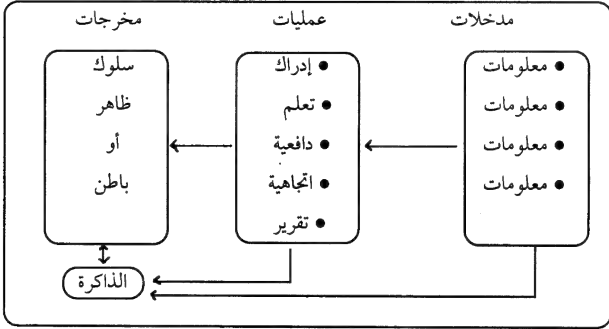 مدخلات
عمليات
مخرجات
• معلومات
• معلومات
• معلومات
• معلومات
• إدراك
• تعلم
• دافعية
• اتجاهية
• تقرير
سلوك
ظاهر
أو
باطن
الذاكرة